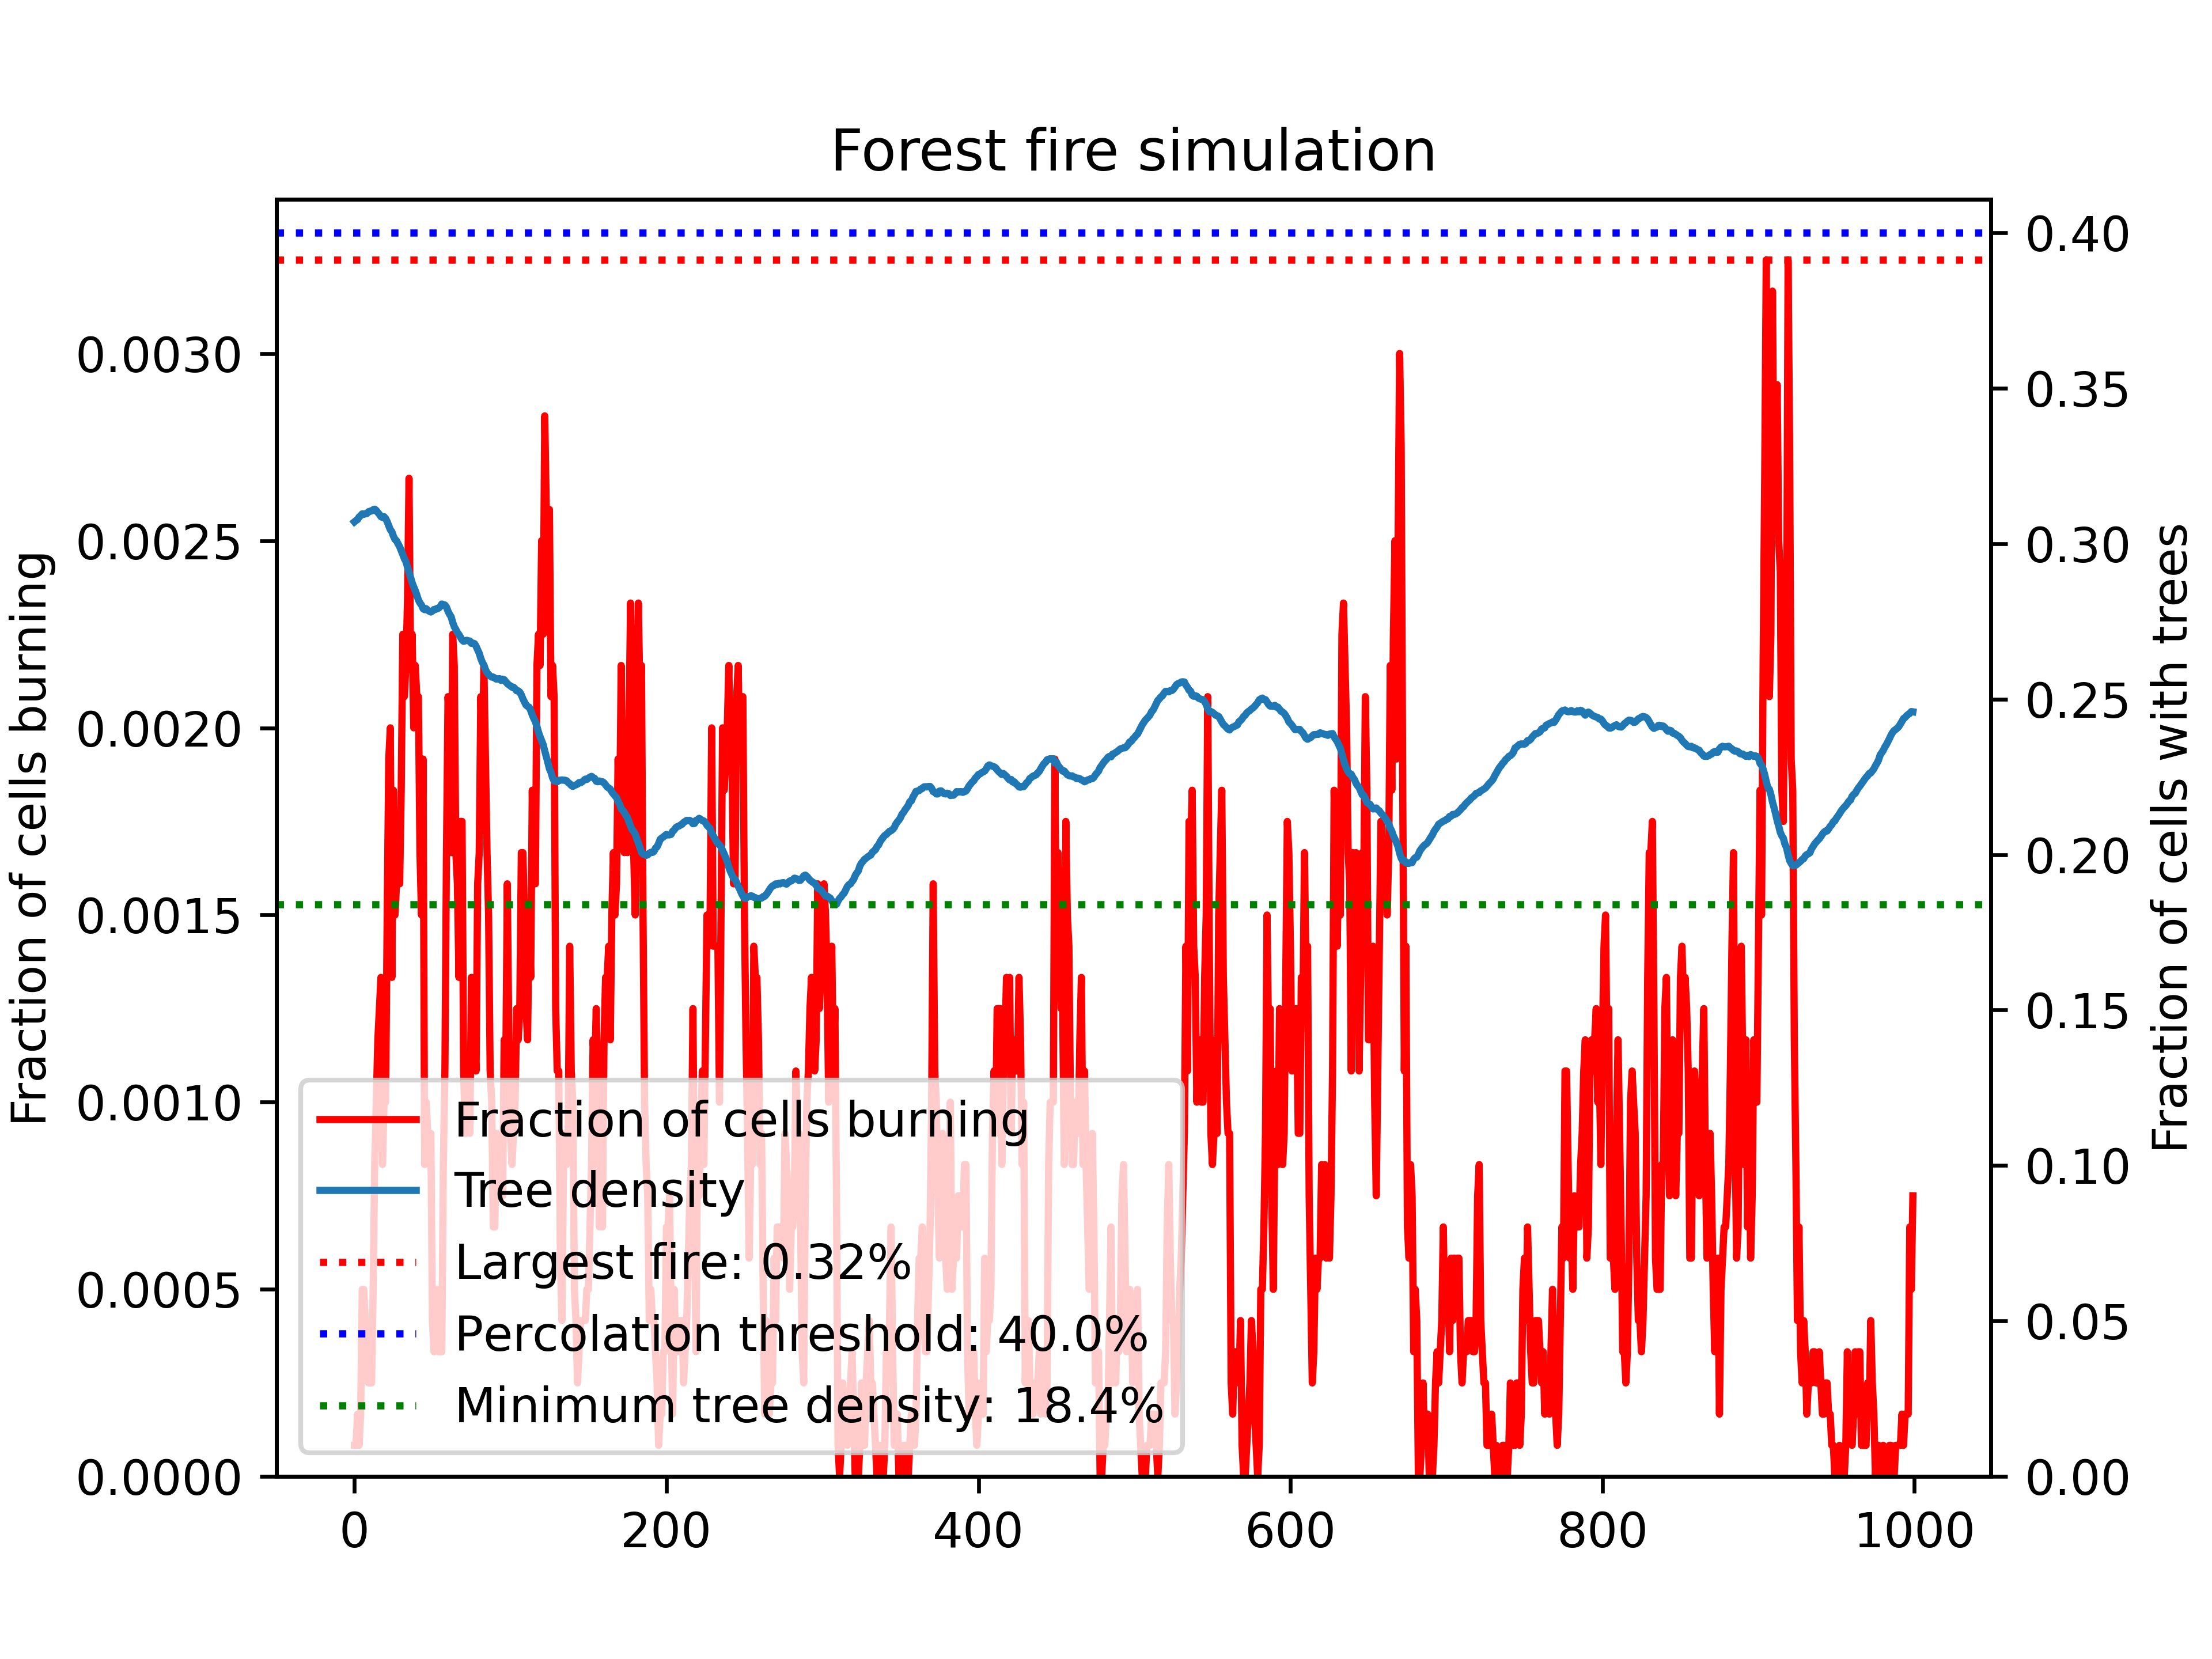 Forest fire simulation
Fraction of cells burning
0.0030
0.0025
0.0020
0.0015
0.0010
0.0005
0.0000
Fraction of cells burning
Tree density
Largest fire: 0.32%
Percolation threshold: 40.0%
Minimum tree density: 18.4%
0
200
400
600
800
1000
0.40
0.35
0.30
0.25
0.20
0.15
0.10
0.05
0.00
Fraction of cells with trees